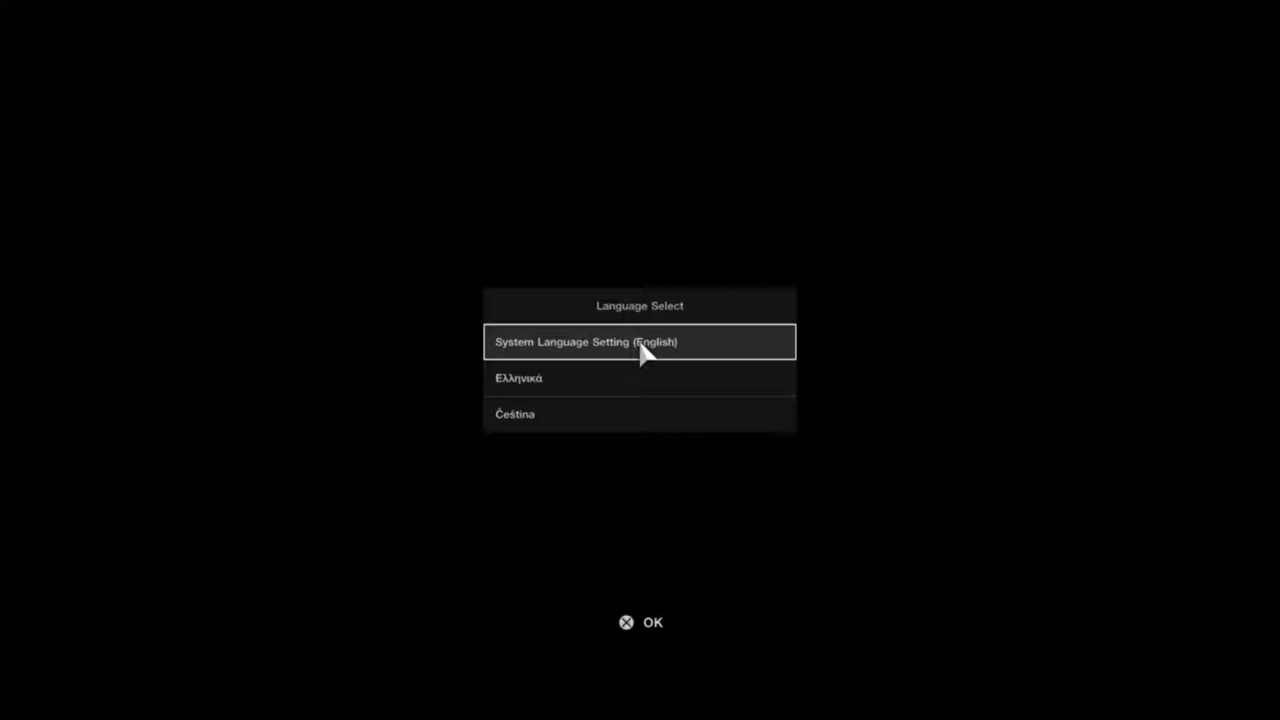 Language Select
System Language Setting (English)
Ελληνικά
Čeština
OK